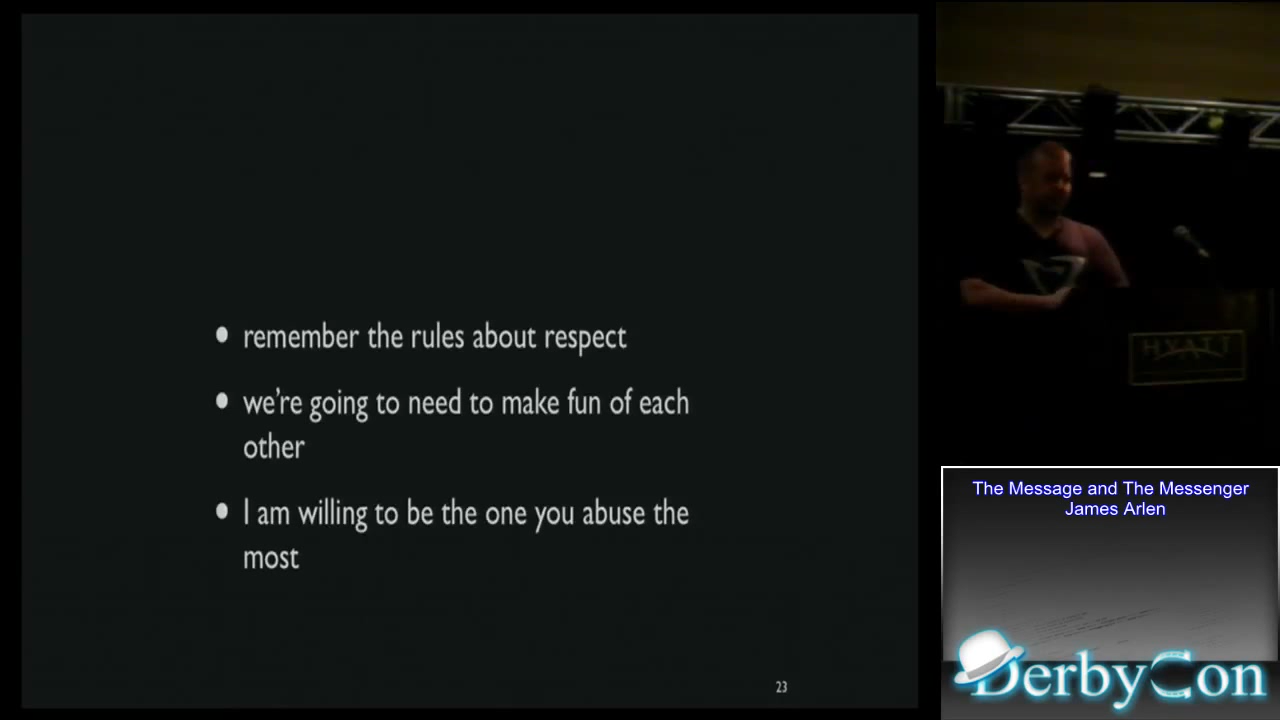 • remember the rules about respect
• we're going to need to make fun of each
other
• I am willing to be the one you abuse the
most
23
HYATT
The Message and The Messenger
James Arlen
DerbyCon